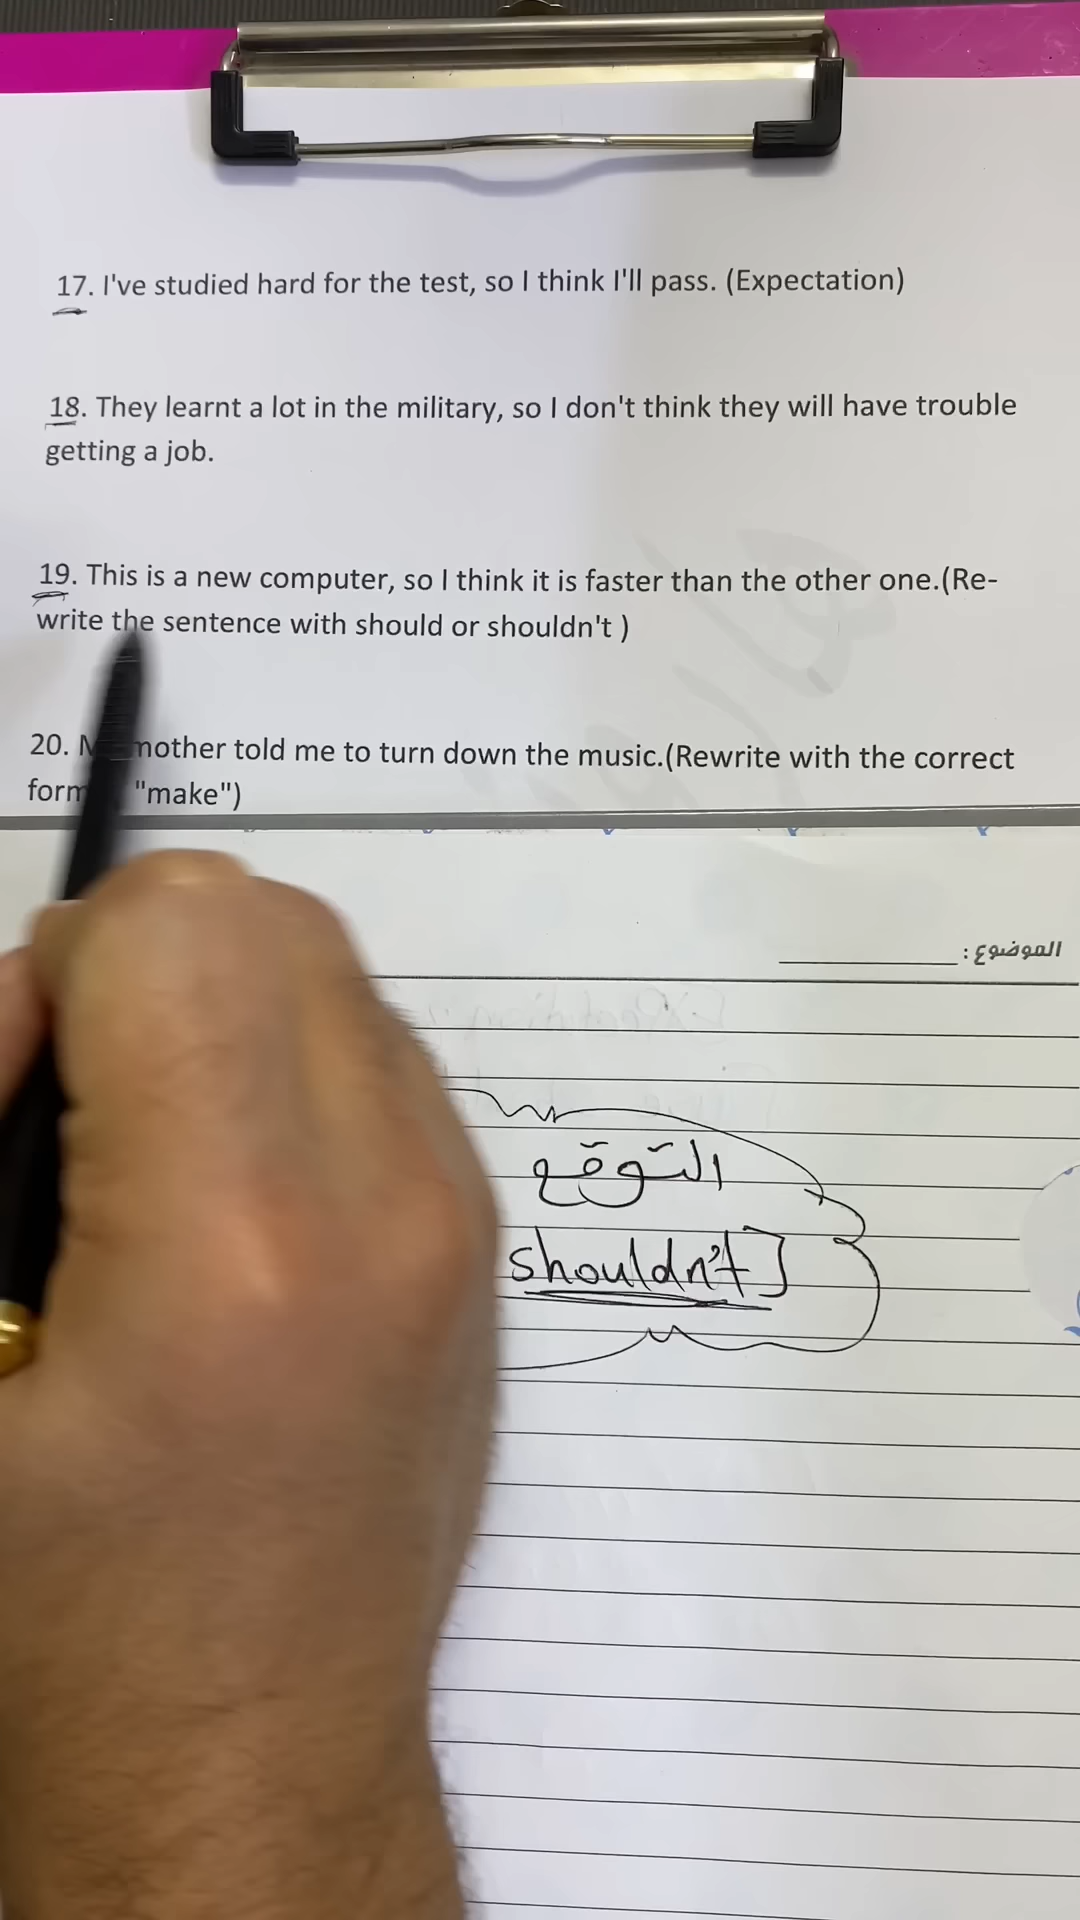 17. I've studied hard for the test, so I think I'll pass. (Expectation)
18. They learnt a lot in the military, so I don't think they will have trouble
getting a job.
19. This is a new computer, so I think it is faster than the other one.(Re-
write the sentence with should or shouldn't )
20. mother told me to turn down the music.(Rewrite with the correct
form "make")
الموضوع :
التوقع
shouldn't]